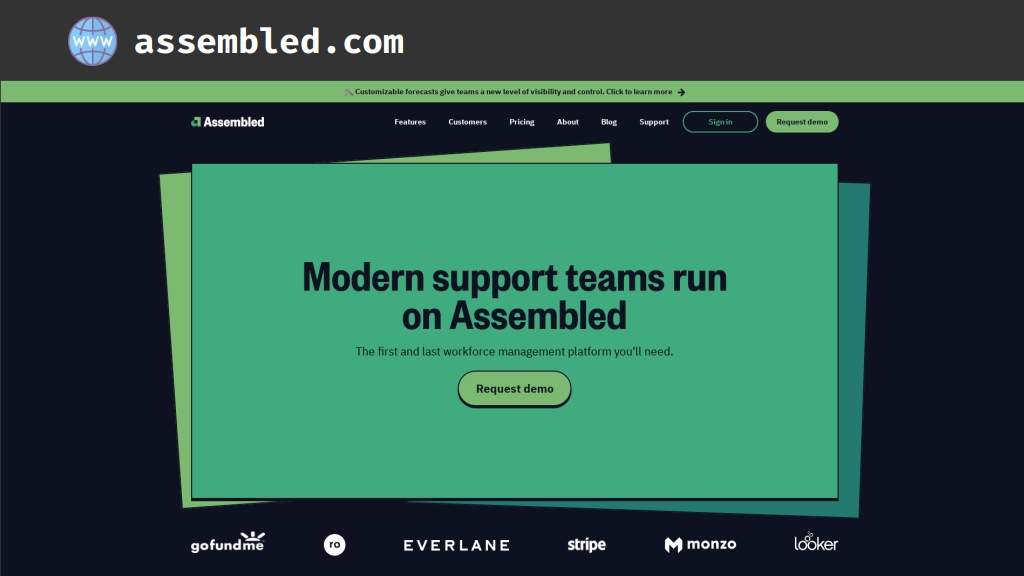 www assembled.com
Customizable forecasts give teams a new level of visibility and control. Click to learn more →
Assembled Features Customers Pricing About Blog Support Sign in Request demo
Modern support teams run
on Assembled
The first and last workforce management platform you'll need.
Request demo
gofundme ro EVERLANE stripe monzo looker